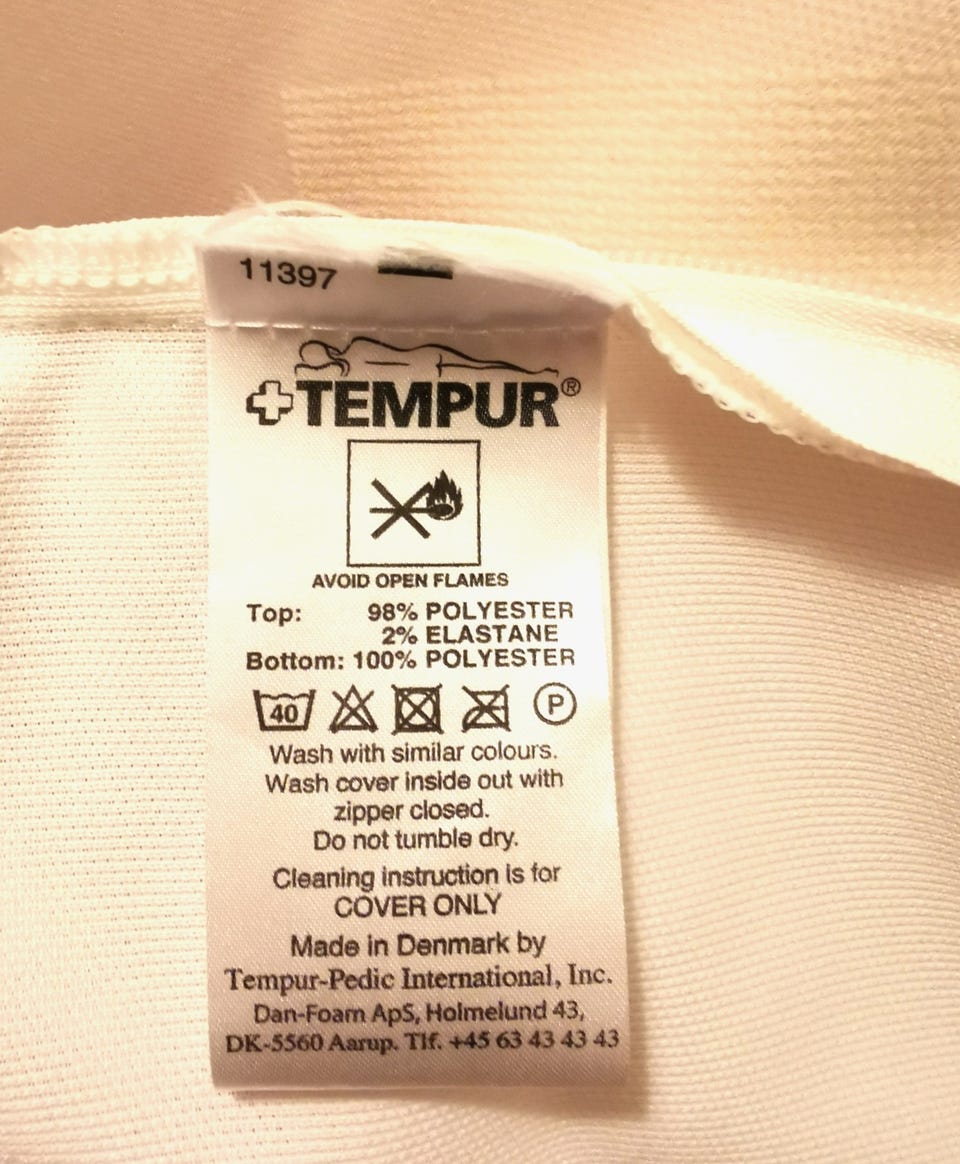 11397
TEMPUR®
AVOID OPEN FLAMES
Top: 98% POLYESTER
2% ELASTANE
Bottom: 100% POLYESTER
40 P
Wash with similar colours.
Wash cover inside out with
zipper closed.
Do not tumble dry.
Cleaning instruction is for
COVER ONLY
Made in Denmark by
Tempur-Pedic International, Inc.
Dan-Foam ApS, Holmelund 43,
DK-5560 Aarup. Tlf. +45 63 43 43 43